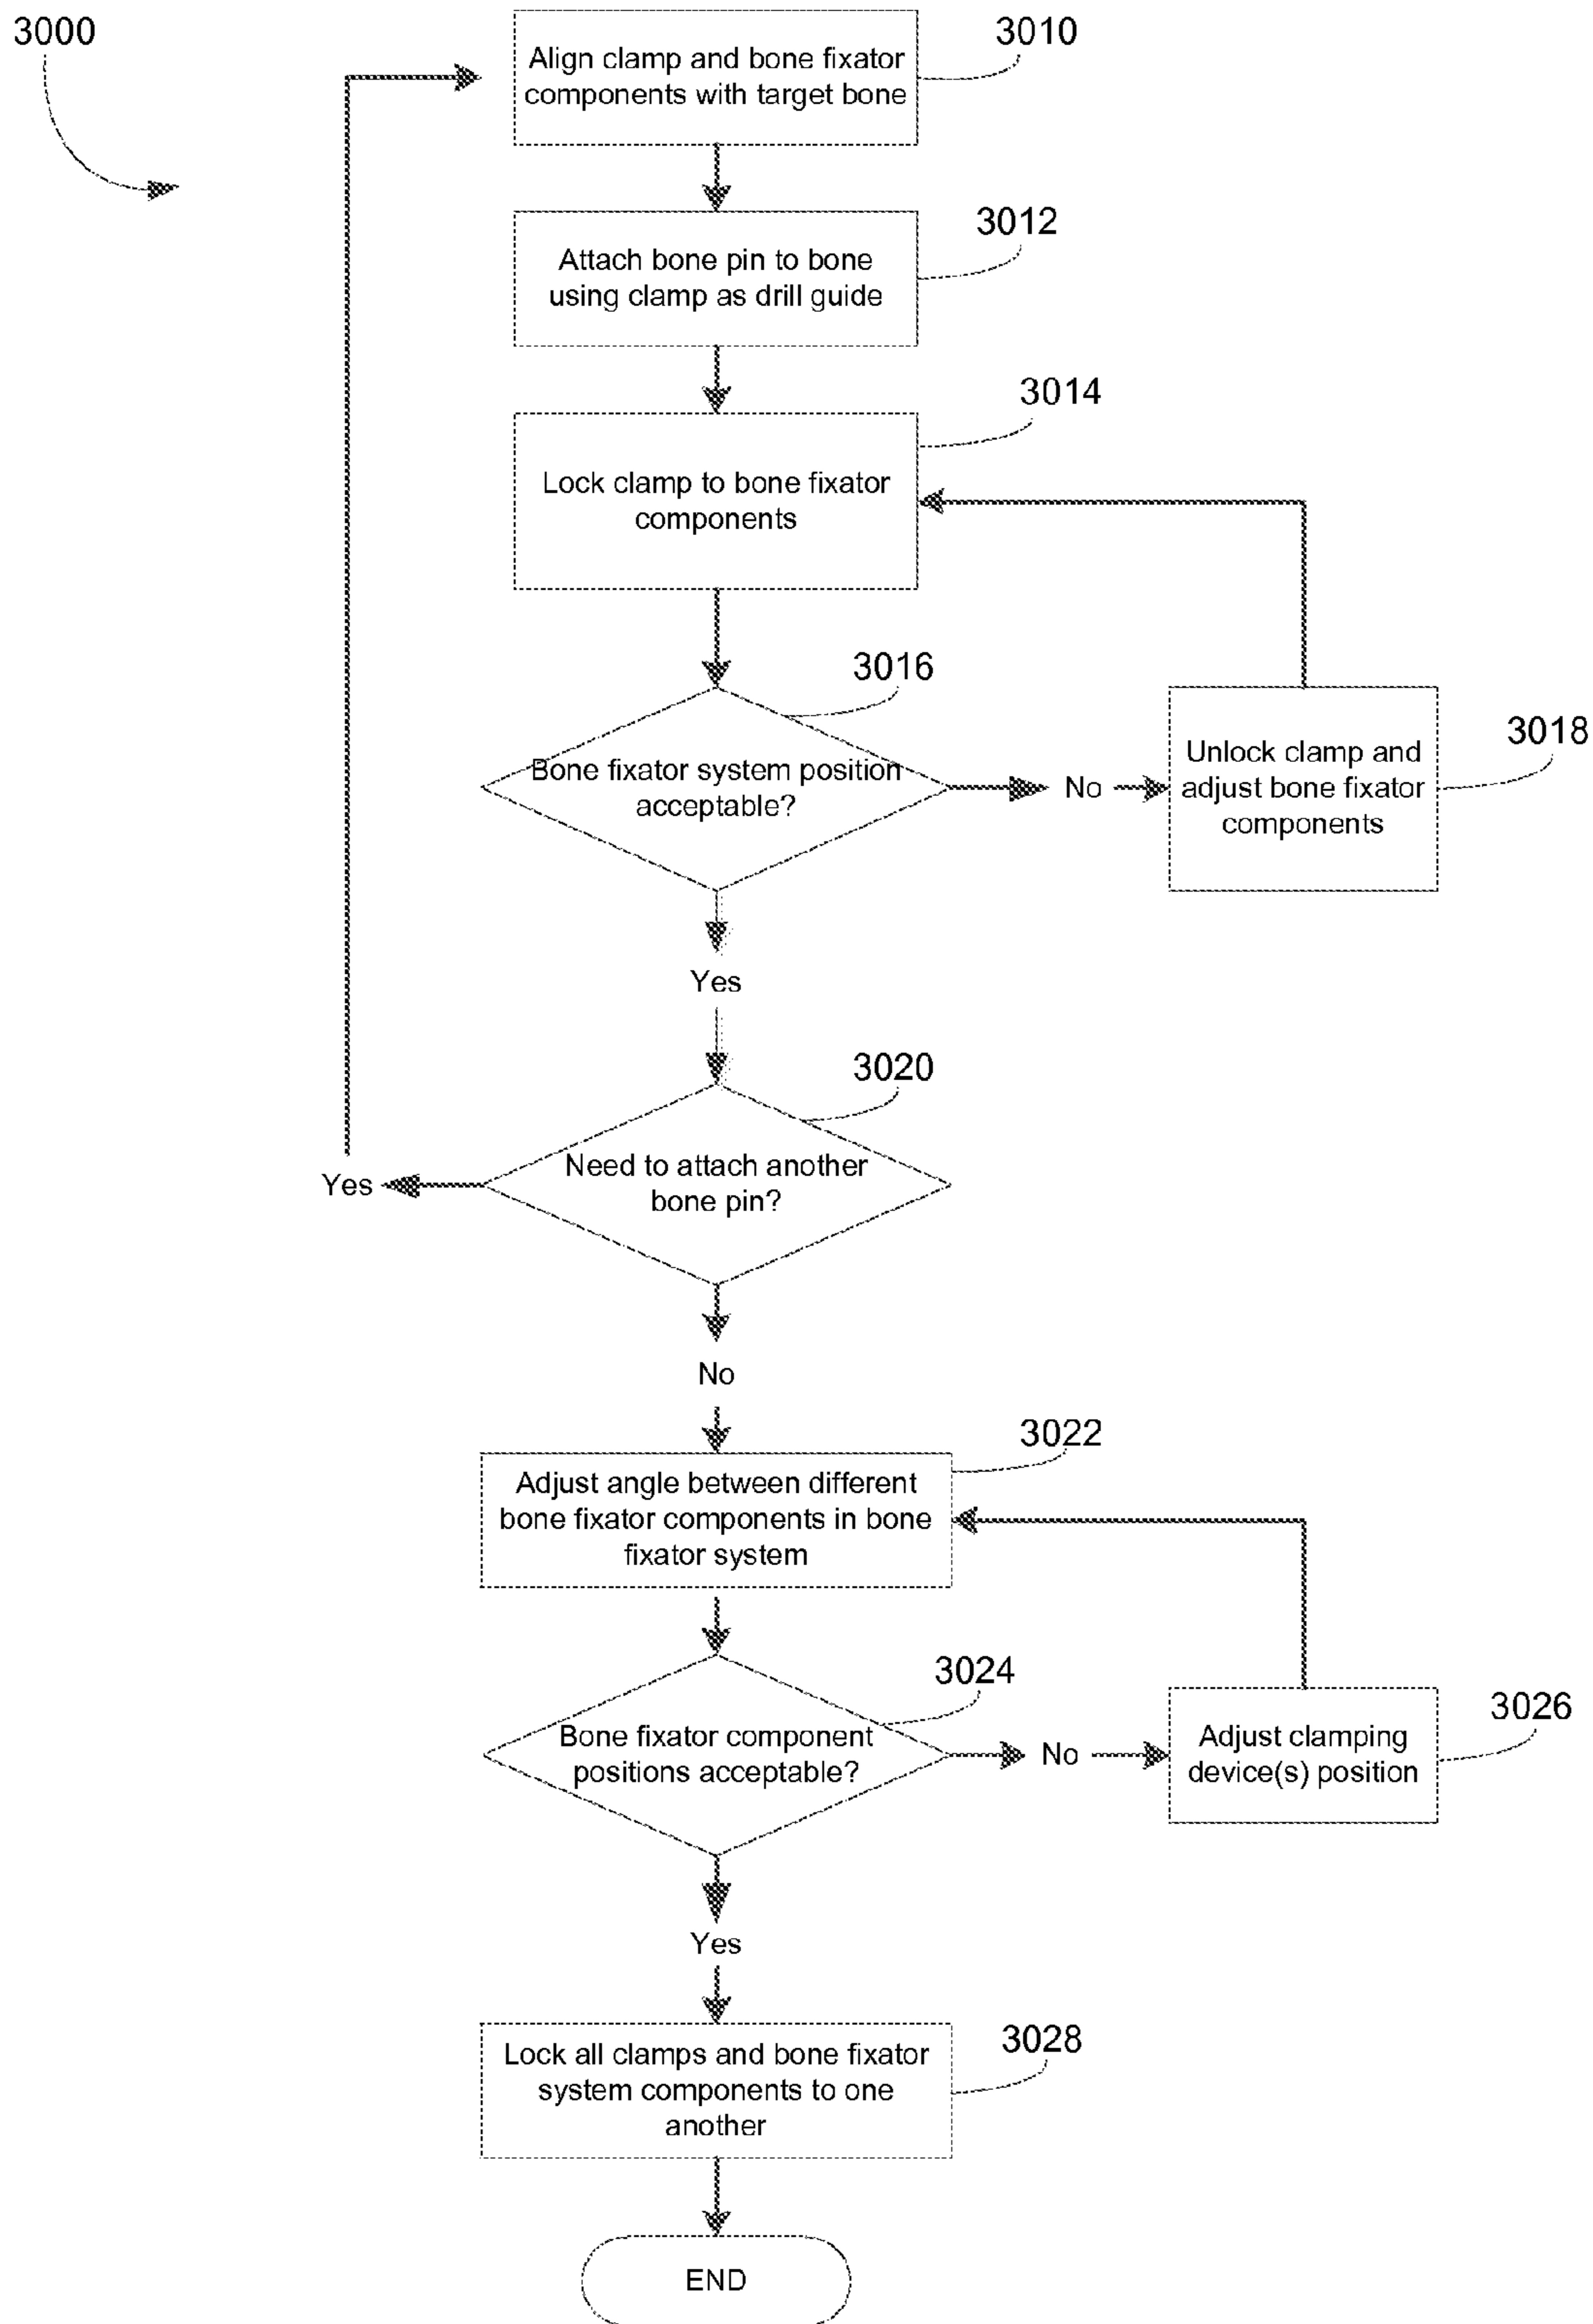 3000
3010
Align clamp and bone fixator
components with target bone
3012
Attach bone pin to bone
using clamp as drill guide
3014
Lock clamp to bone fixator
components
3016
Bone fixator system position
acceptable?
No
3018
Unlock clamp and
adjust bone fixator
components
Yes
3020
Need to attach another
bone pin?
Yes
No
3022
Adjust angle between different
bone fixator components in bone
fixator system
3024
Bone fixator component
positions acceptable?
No
3026
Adjust clamping
device(s) position
Yes
3028
Lock all clamps and bone fixator
system components to one
another
END